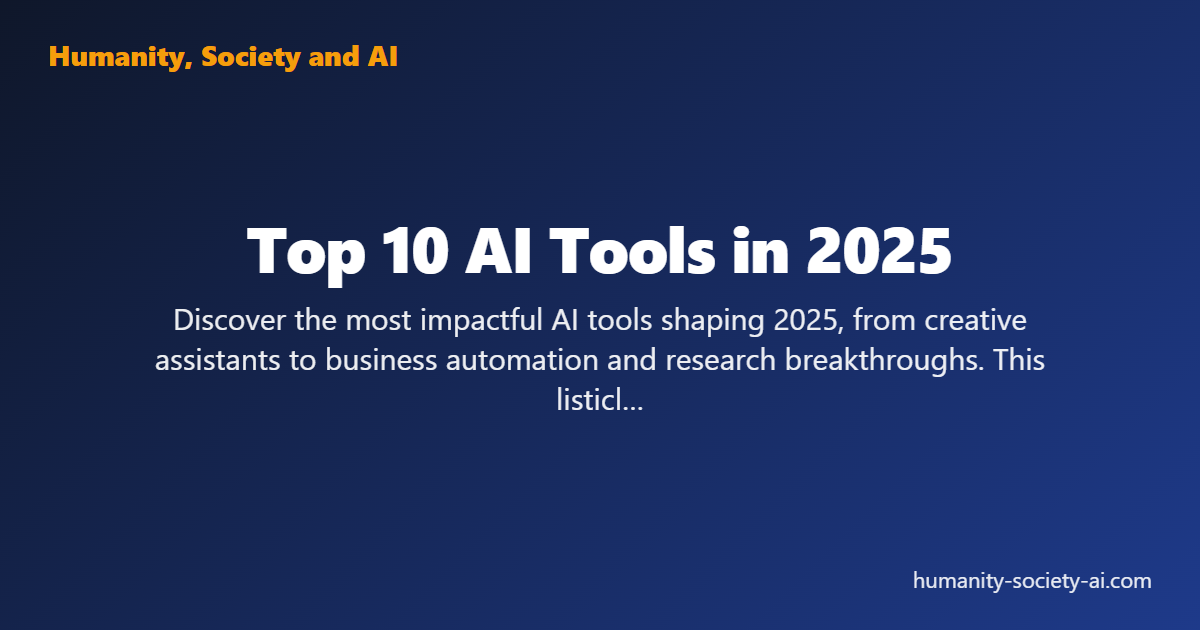 Humanity, Society and AI
Top 10 AI Tools in 2025
Discover the most impactful AI tools shaping 2025, from creative
assistants to business automation and research breakthroughs. This
listicl...
humanity-society-ai.com